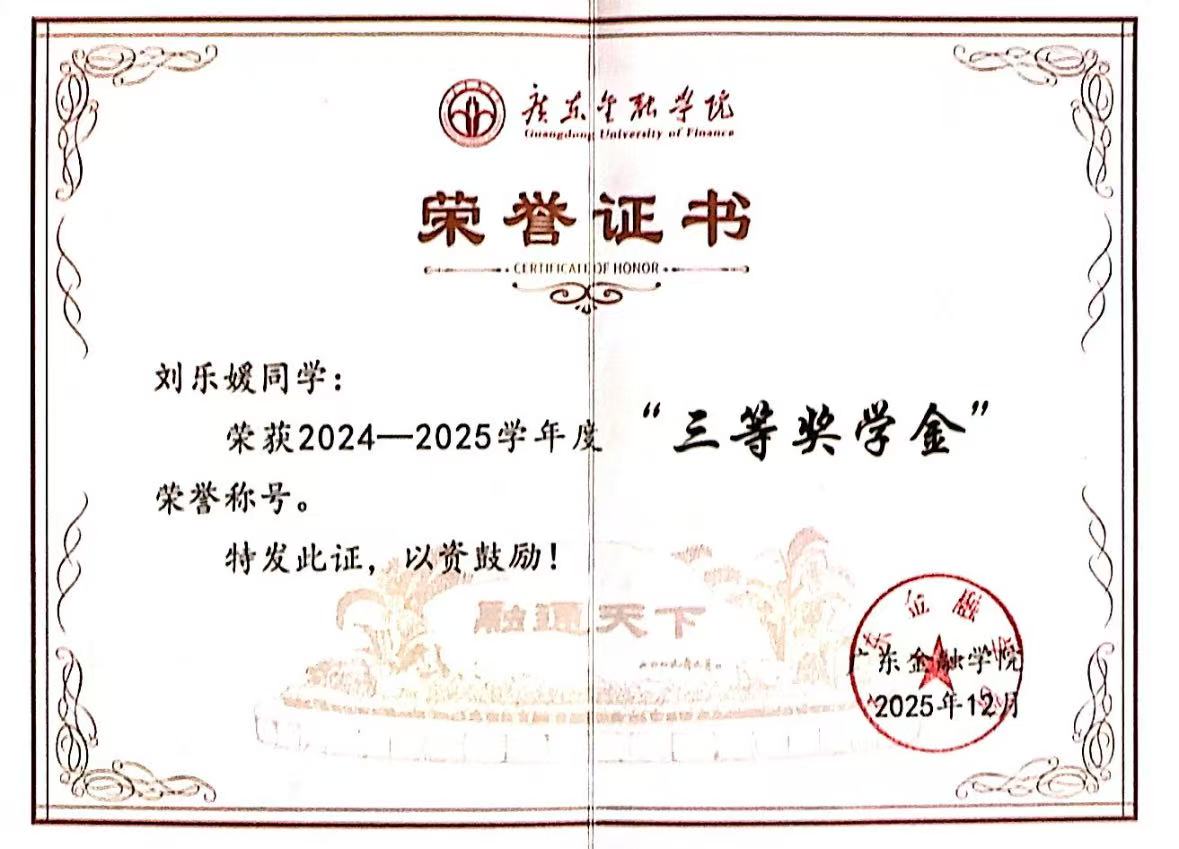 广东金融学院
Guangdong University of Finance
荣誉证书
CERTIFICATE OF HONOR
刘乐媛同学：
荣获2024—2025学年度“三等奖学金”
荣誉称号。
特发此证，以资鼓励！
融通天下
广东金融学院
2025年12月